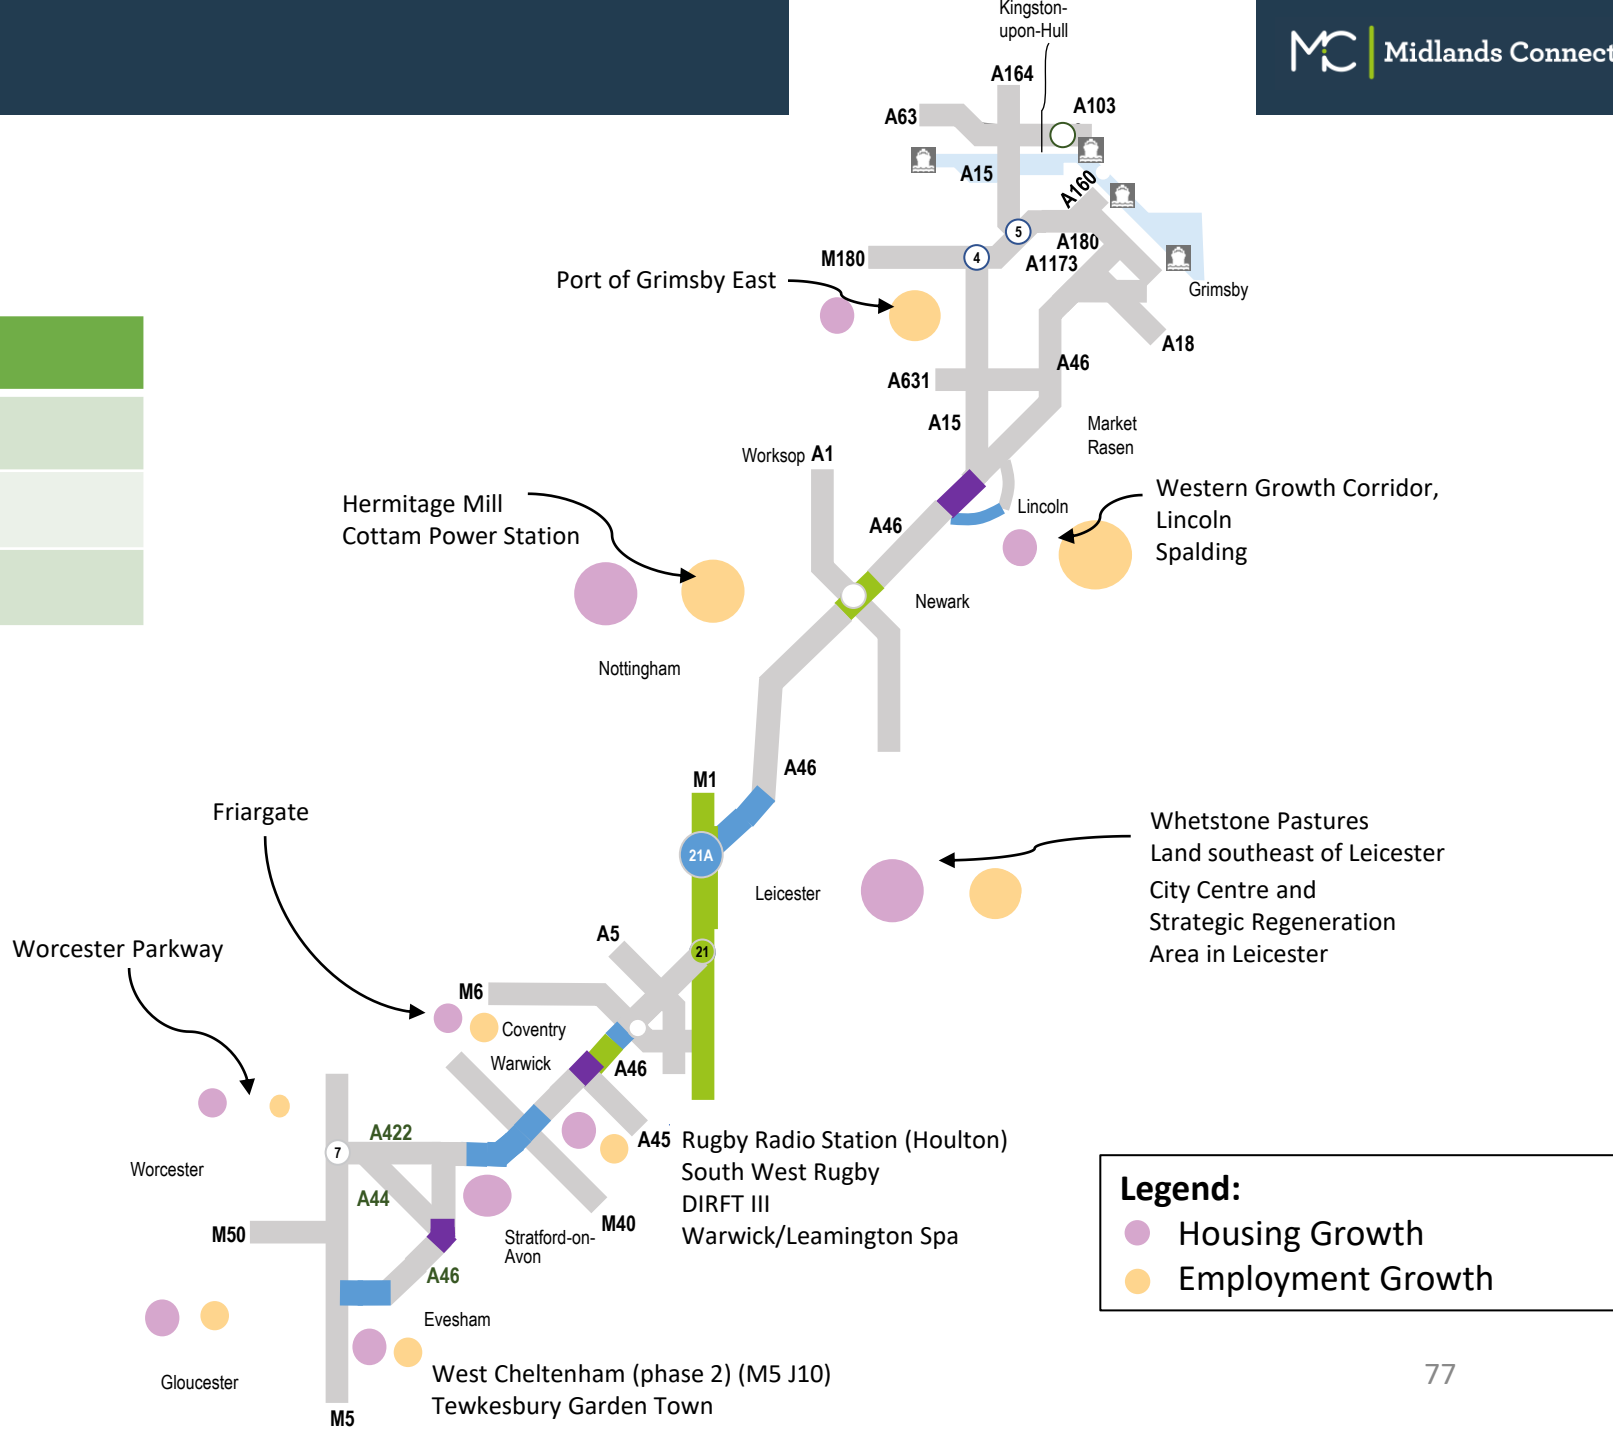 Kingston-
upon-Hull
MC Midlands Connect
A164
A63
A103
A15
A160
5
A180
M180
4
A1173
Port of Grimsby East
Grimsby
A18
A46
A631
A15
Market
Rasen
Worksop A1
Western Growth Corridor,
Lincoln
Spalding
Hermitage Mill
Cottam Power Station
Lincoln
A46
Newark
Nottingham
A46
M1
Friargate
Whetstone Pastures
Land southeast of Leicester
City Centre and
Strategic Regeneration
Area in Leicester
21A
Leicester
A5
Worcester Parkway
21
M6
Coventry
Warwick
A46
A422
A45
Rugby Radio Station (Houlton)
South West Rugby
DIRFT III
Warwick/Leamington Spa
7
Worcester
A44
M40
M50
Stratford-on-
Avon
A46
Legend:
Housing Growth
Employment Growth
Evesham
Gloucester
West Cheltenham (phase 2) (M5 J10)
Tewkesbury Garden Town
M5
77